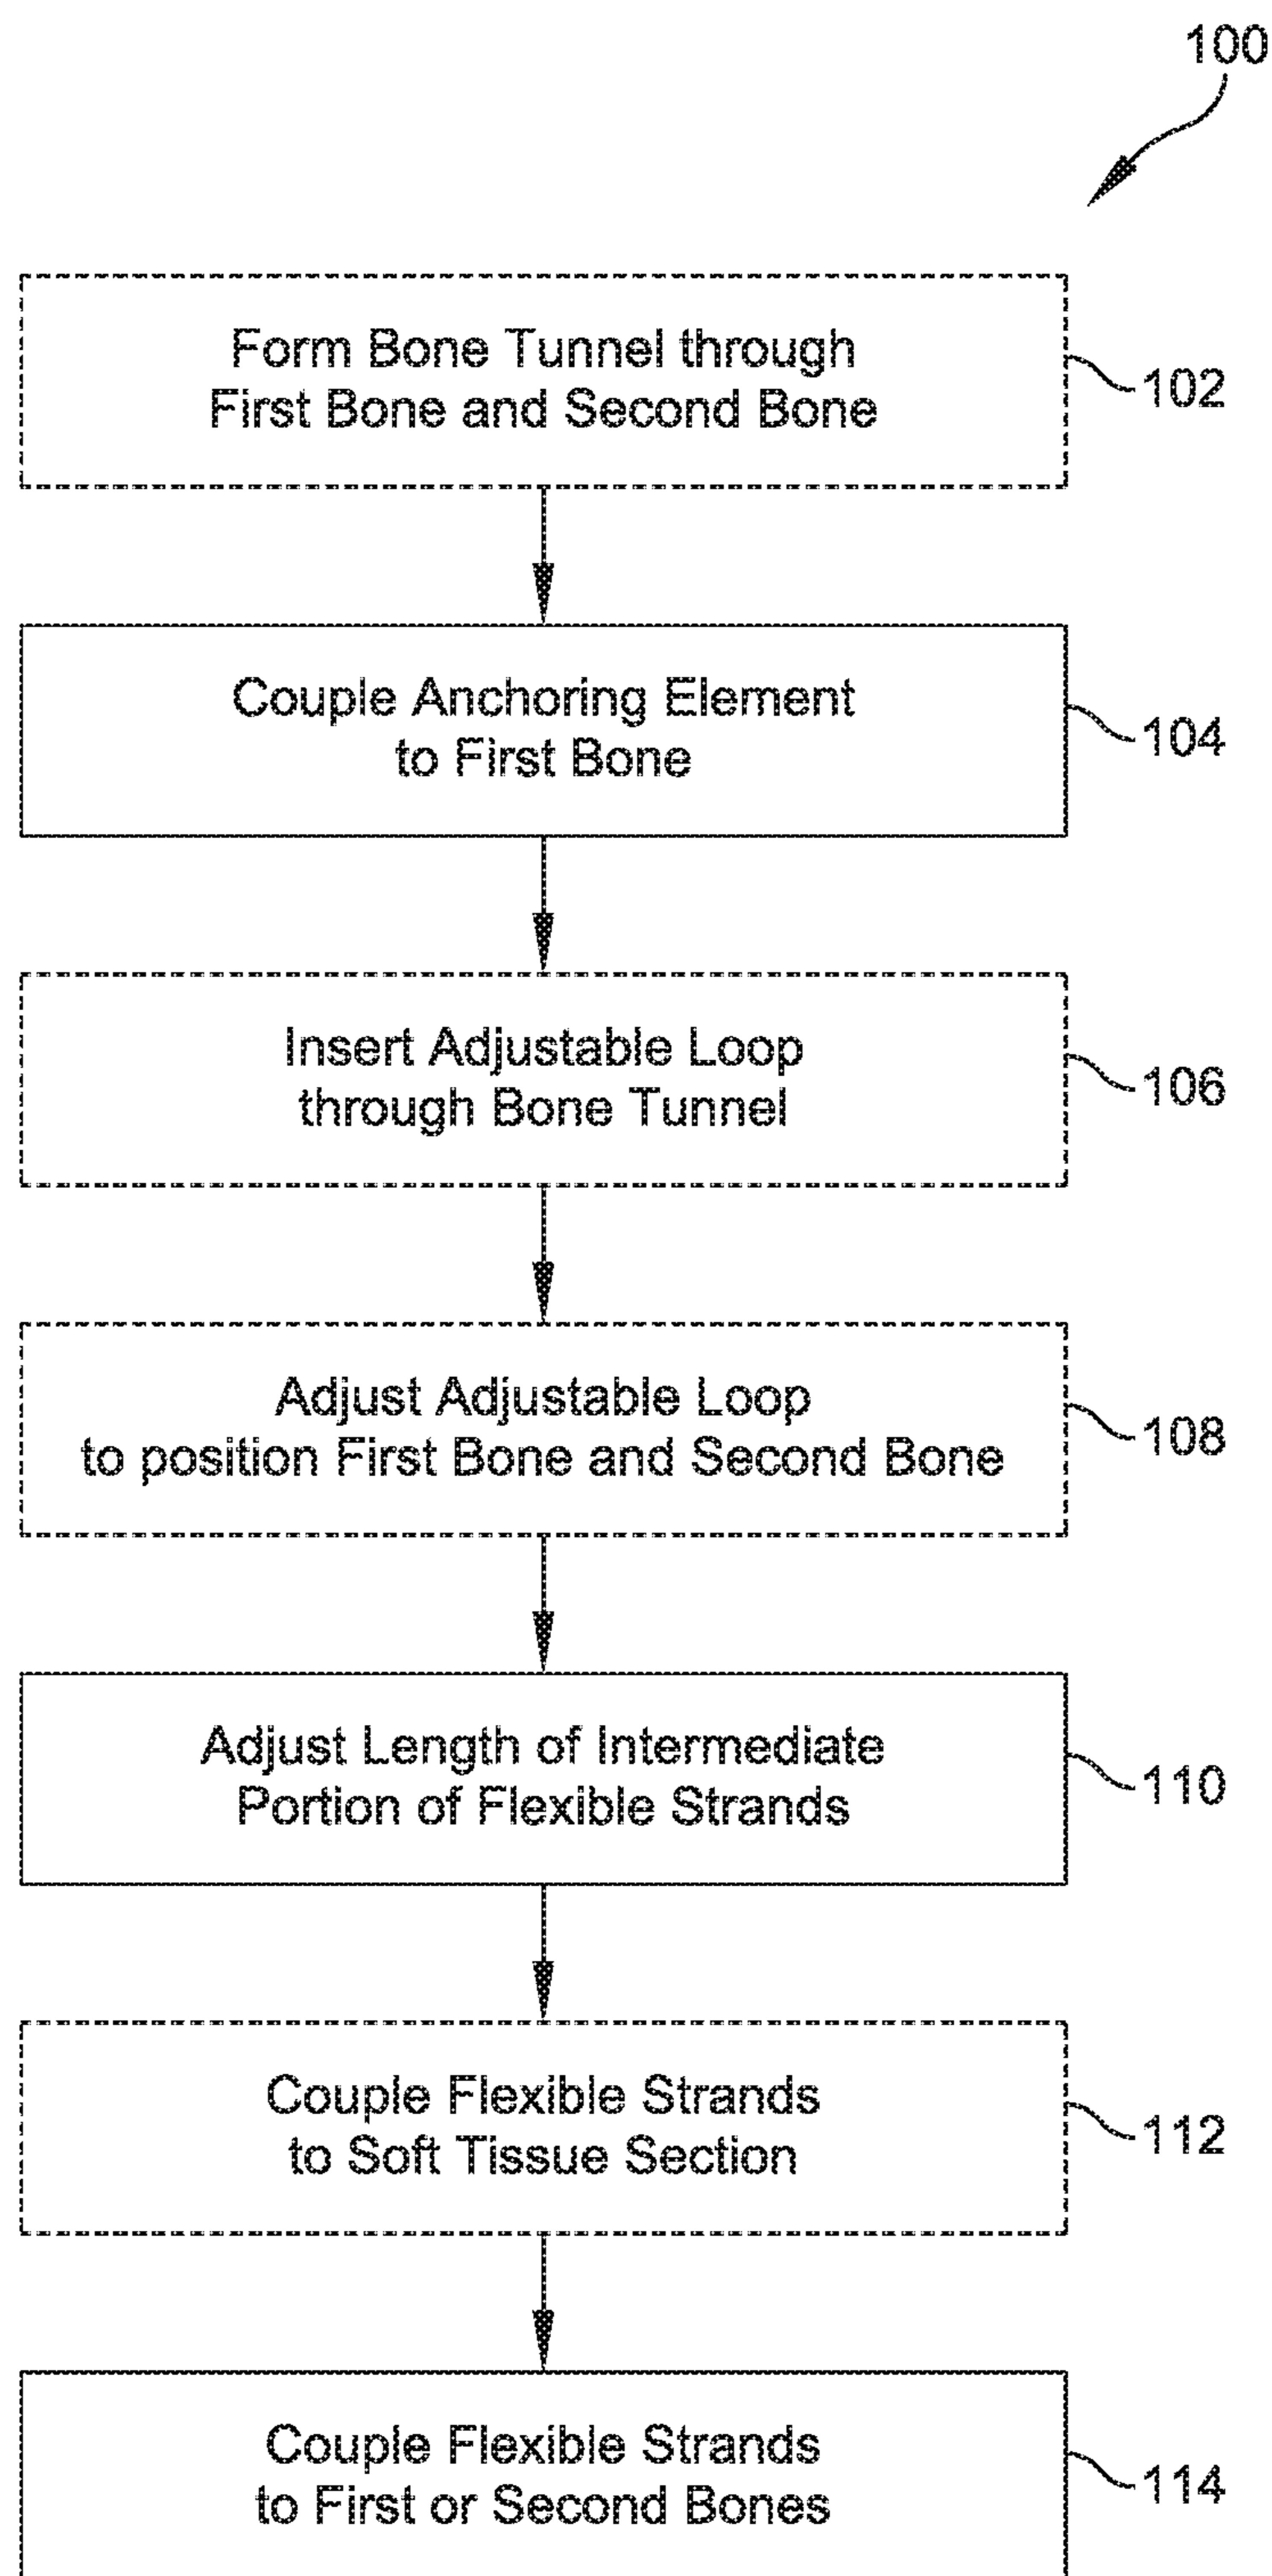 100
Form Bone Tunnel through
First Bone and Second Bone
102
Couple Anchoring Element
to First Bone
104
Insert Adjustable Loop
through Bone Tunnel
106
Adjust Adjustable Loop
to position First Bone and Second Bone
108
Adjust Length of Intermediate
Portion of Flexible Strands
110
Couple Flexible Strands
to Soft Tissue Section
112
Couple Flexible Strands
to First or Second Bones
114